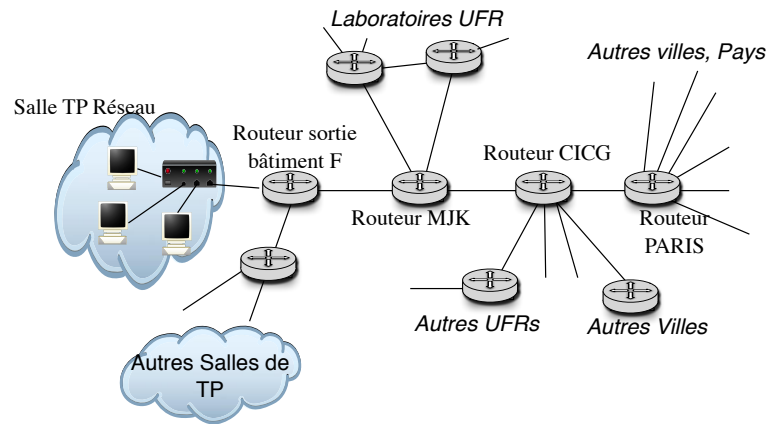 Laboratoires UFR
Autres villes, Pays
Salle TP Réseau
Routeur sortie
bâtiment F
Routeur CICG
Routeur MJK
Routeur
PARIS
Autres UFRs
Autres Villes
Autres Salles de
TP